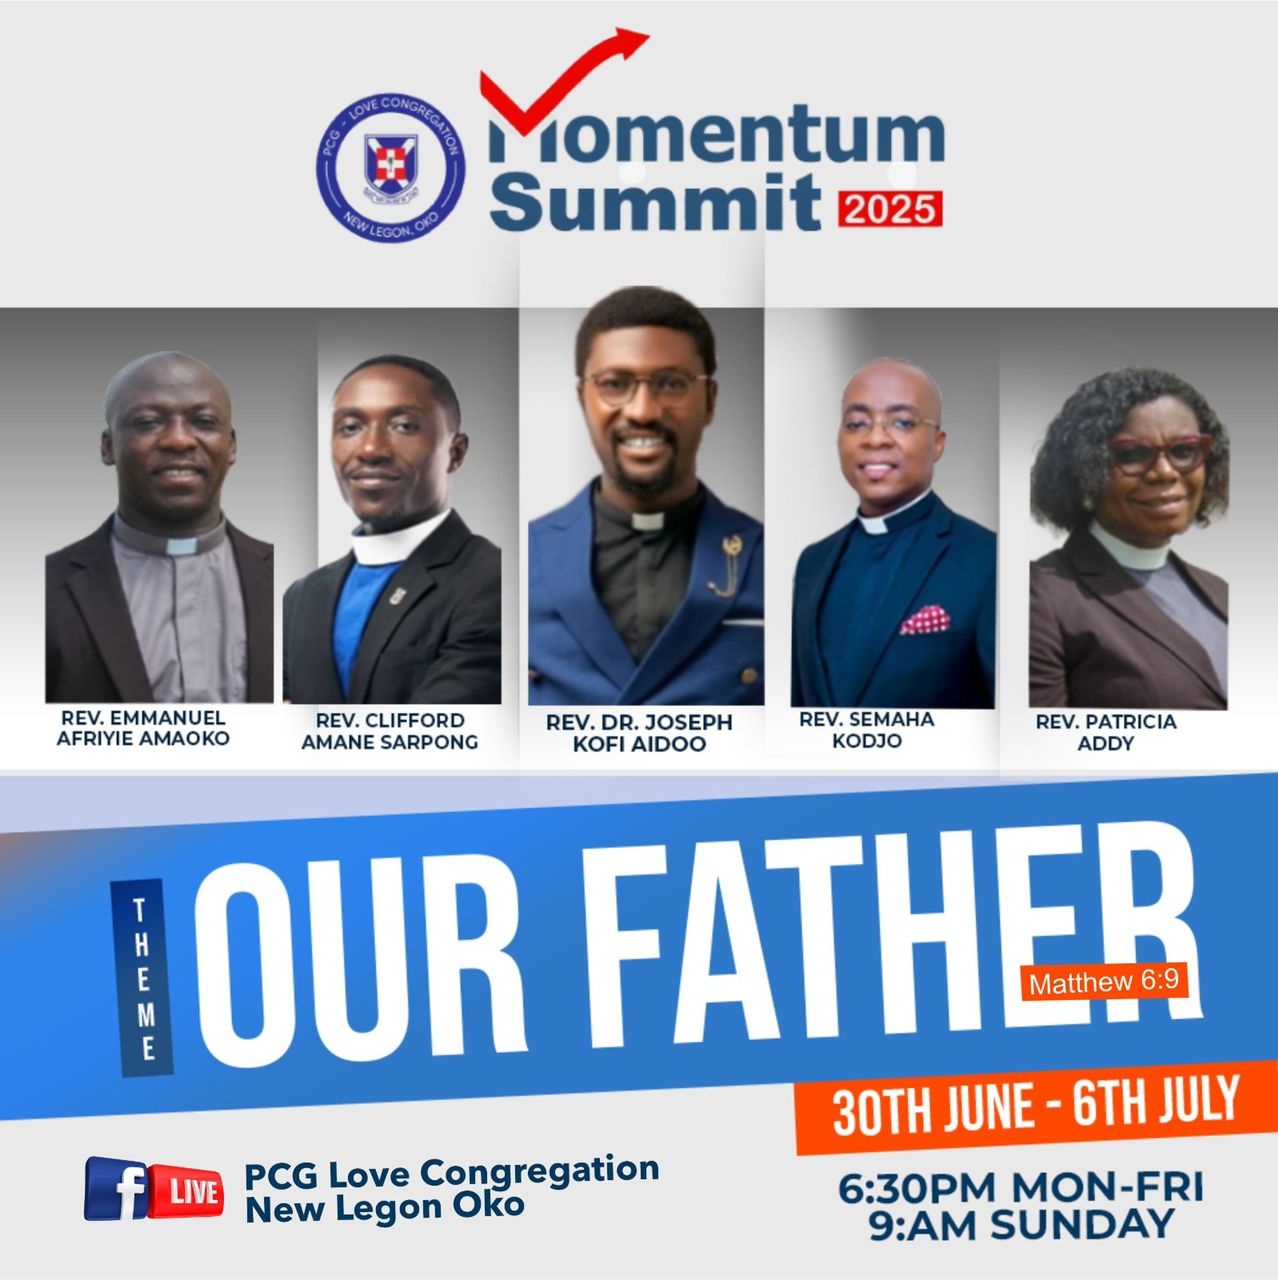 PCG - LOVE CONGREGATION
NEW LEGON, OKO
Momentum
Summit 2025
REV. EMMANUEL
AFRIYIE AMAOKO
REV. CLIFFORD
AMANE SARPONG
REV. DR. JOSEPH
KOFI AIDOO
REV. SEMAHA
KODJO
REV. PATRICIA
ADDY
THEME
OUR FATHER
Matthew 6:9
30TH JUNE - 6TH JULY
f LIVE
PCG Love Congregation
New Legon Oko
6:30PM MON-FRI
9:AM SUNDAY